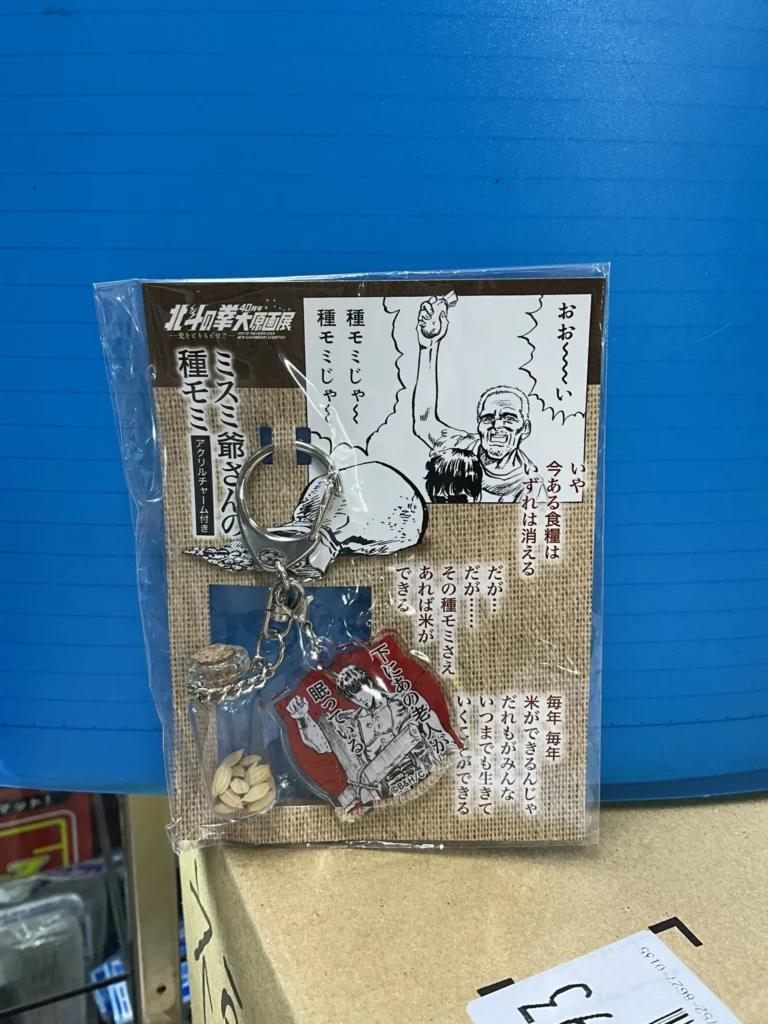 北斗の拳 40周年 大原画展
ミスミ爺さんの
種モミ
アクリルチャーム付き
おお〜〜〜い
種モミじゃ〜
種モミじゃ〜
いや
今ある食糧は
いずれは消える
だが…
だが……
その種モミさえ
あれば米が
できる
毎年 毎年
米ができるんじゃ
だれもがみんな
いつまでも生きて
いくことができる
下にあの老人が
眠っている
©B&H/C
152-8627-0155
93